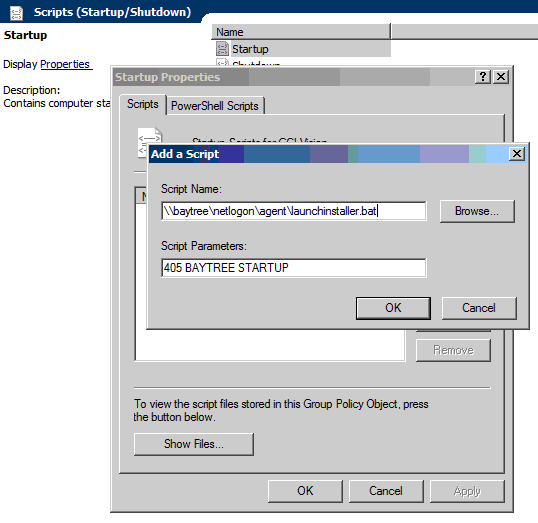 Scripts (Startup/Shutdown)
Startup
Name
Startup
Display Properties
Shutdown
Description:
Contains computer sta
Startup Properties
Scripts
PowerShell Scripts
Startup Scripts for CCI Vision
Add a Script
Script Name:
\\baytree\netlogon\agent\launchinstaller.bat
Browse...
Script Parameters:
405 BAYTREE STARTUP
OK
Cancel
Remove
To view the script files stored in this Group Policy Object, press
the button below.
Show Files...
OK
Cancel
Apply